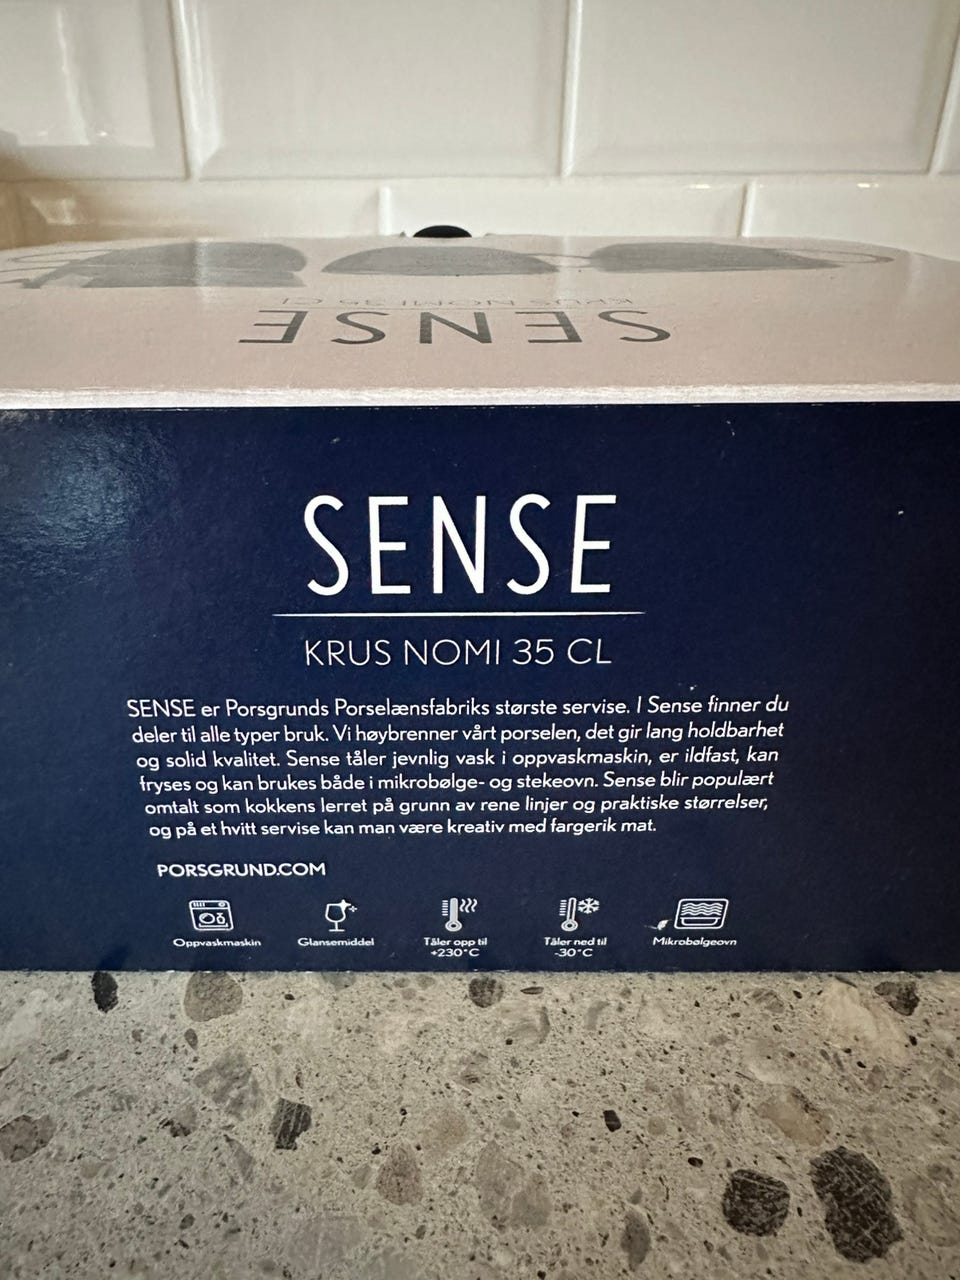 KRUS NOMI 35 Cl
SENSE
SENSE
KRUS NOMI 35 CL
SENSE er Porsgrunds Porselænsfabriks største servise. I Sense finner du
deler til alle typer bruk. Vi høybrenner vårt porselen, det gir lang holdbarhet
og solid kvalitet. Sense tåler jevnlig vask i oppvaskmaskin, er ildfast, kan
fryses og kan brukes både i mikrobølge- og stekeovn. Sense blir populært
omtalt som kokkens lerret på grunn av rene linjer og praktiske størrelser,
og på et hvitt servise kan man være kreativ med fargerik mat.
PORSGRUND.COM
Oppvaskmaskin
Glansemiddel
Tåler opp til
+230°C
Tåler ned til
-30°C
Mikrobølgeovn